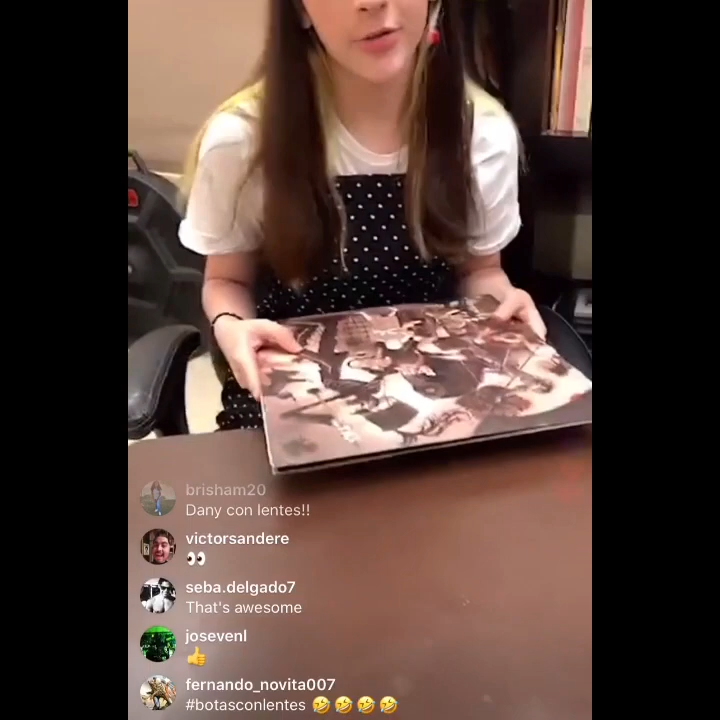 brisham20
Dany con lentes!!
victorsandere
👀
seba.delgado7
That's awesome
josevenl
👍
fernando_novita007
#botasconlentes 🤣🤣🤣🤣